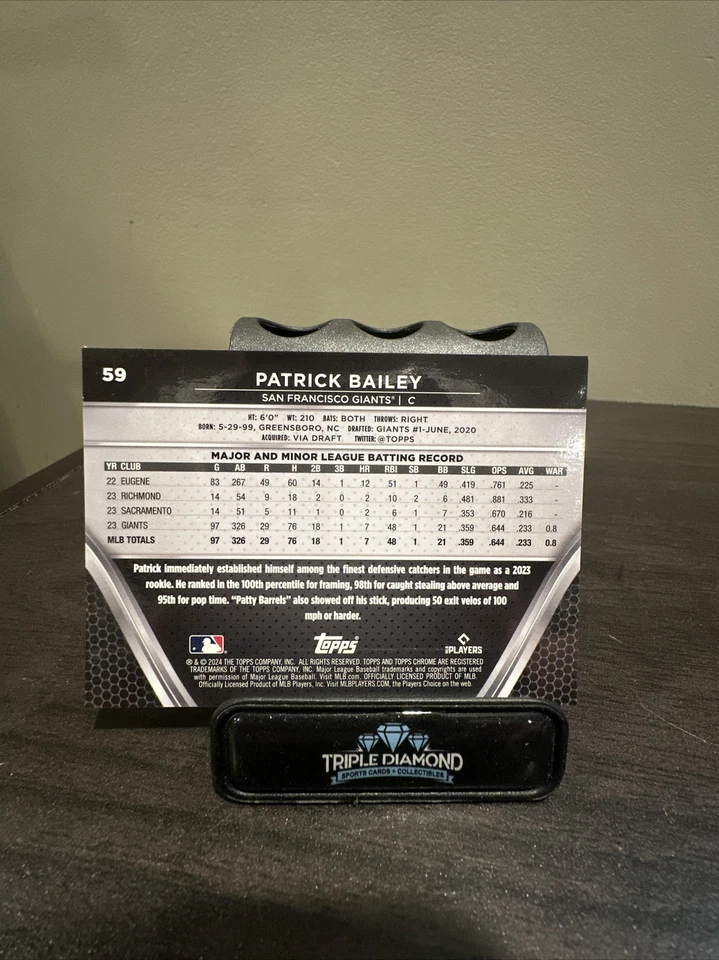 59
PATRICK BAILEY
SAN FRANCISCO GIANTS® | C
HT: 6'0" WT: 210 BATS: BOTH THROWS: RIGHT
BORN: 5-29-99, GREENSBORO, NC DRAFTED: GIANTS #1-JUNE, 2020
ACQUIRED: VIA DRAFT TWITTER: @TOPPS
MAJOR AND MINOR LEAGUE BATTING RECORD
YR CLUB G AB R H 2B 3B HR RBI SB BB SLG OPS AVG WAR
22 EUGENE 83 267 49 60 14 1 12 51 1 49 .419 .761 .225 -
23 RICHMOND 14 54 9 18 2 0 2 10 2 6 .481 .881 .333 -
23 SACRAMENTO 14 51 5 11 1 0 2 6 1 7 .353 .670 .216 -
23 GIANTS 97 326 29 76 18 1 7 48 1 21 .359 .644 .233 0.8
MLB TOTALS 97 326 29 76 18 1 7 48 1 21 .359 .644 .233 0.8
Patrick immediately established himself among the finest defensive catchers in the game as a 2023
rookie. He ranked in the 100th percentile for framing, 98th for caught stealing above average and
95th for pop time. "Patty Barrels" also showed off his stick, producing 50 exit velos of 100
mph or harder.
Topps®
MLB PLAYERS
® & © 2024 THE TOPPS COMPANY, INC. ALL RIGHTS RESERVED. TOPPS AND TOPPS CHROME ARE REGISTERED
TRADEMARKS OF THE TOPPS COMPANY, INC. Major League Baseball trademarks and copyrights are used
with permission of Major League Baseball. Visit MLB.com. OFFICIALLY LICENSED PRODUCT OF MLB
Officially Licensed Product of MLB Players, Inc. Visit MLBPLAYERS.COM, the Players Choice on the web.
TRIPLE DIAMOND
SPORTS CARDS + COLLECTIBLES